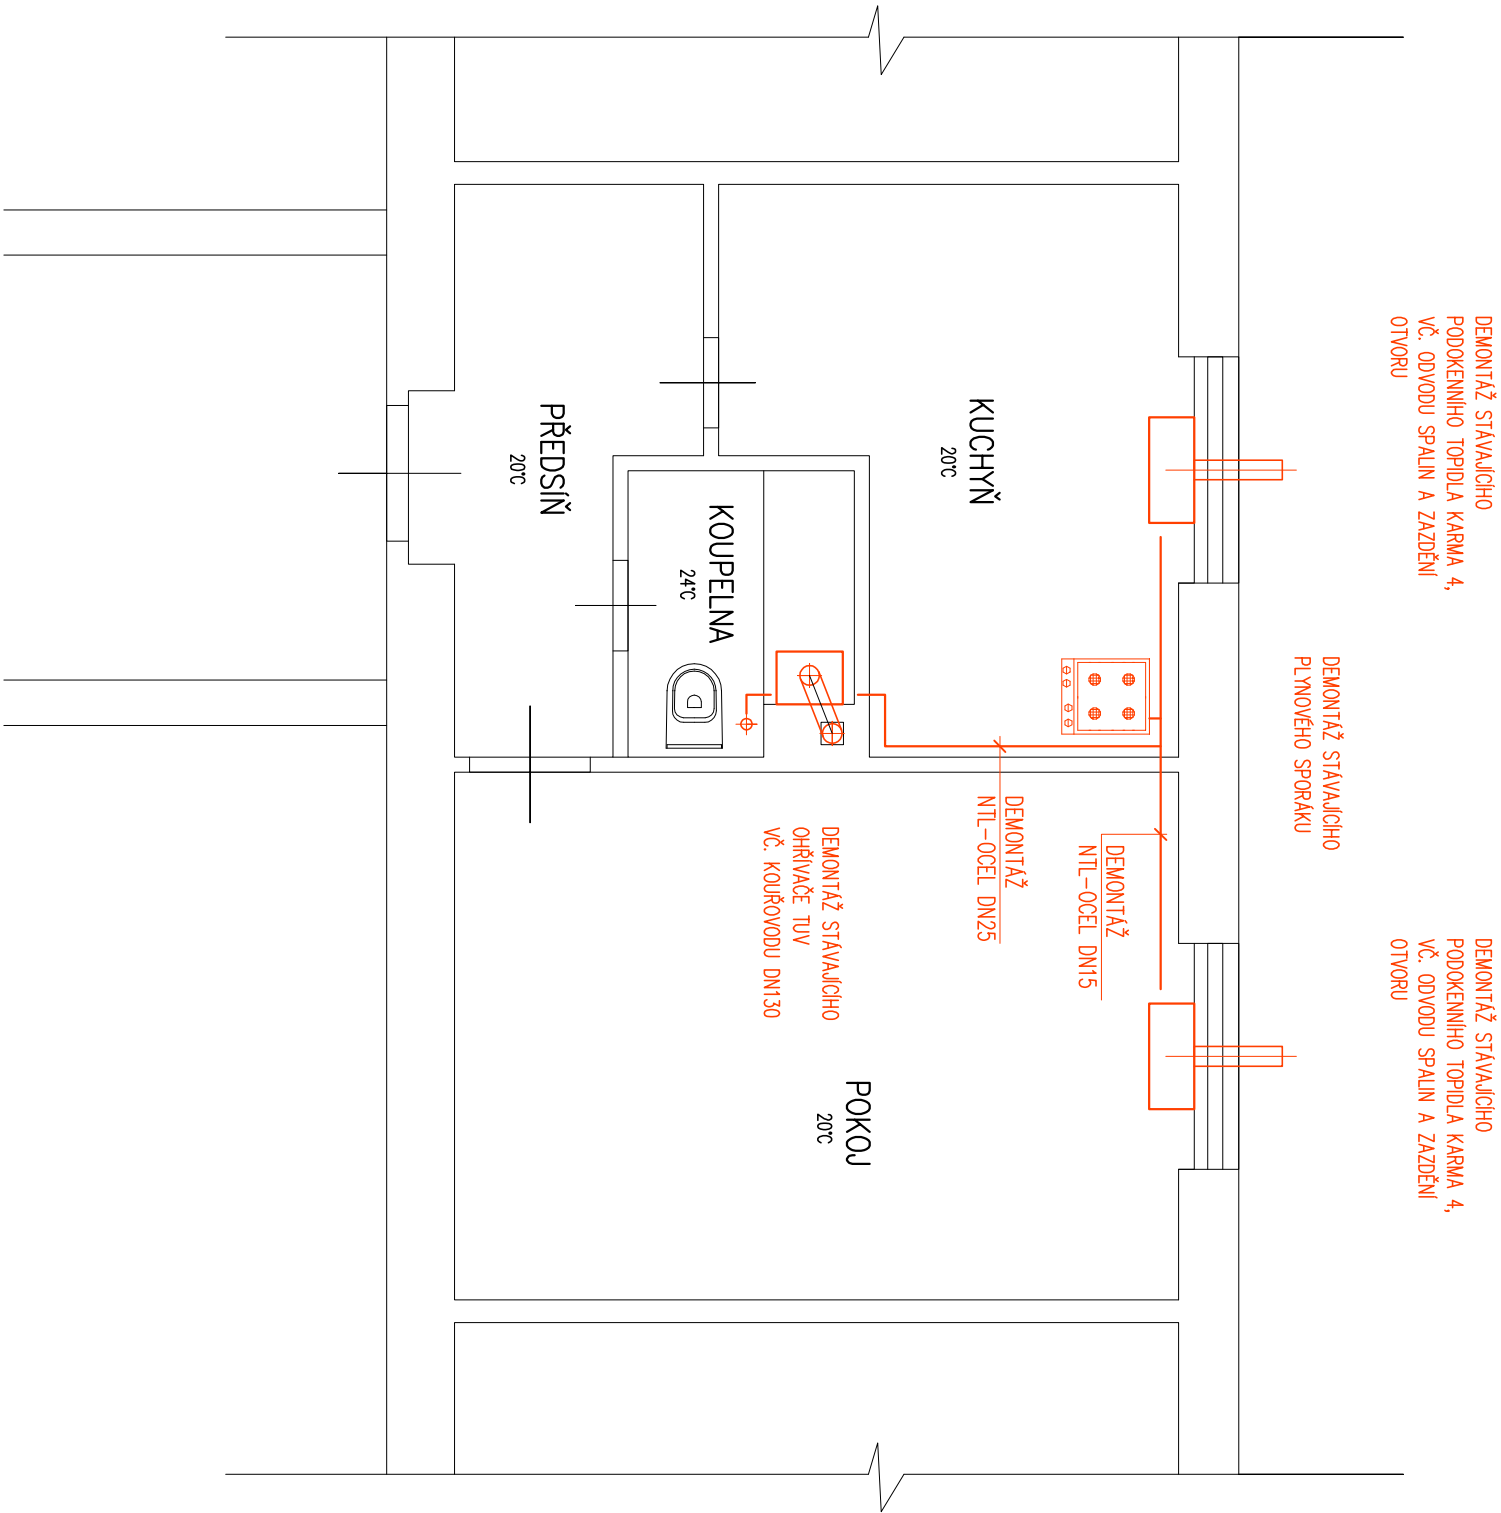 DEMONTÁŽ STÁVAJÍCÍHO
PODOKENNÍHO TOPIDLA KARMA 4,
VČ. ODVODU SPALIN A ZAZDĚNÍ
OTVORU
DEMONTÁŽ STÁVAJÍCÍHO
PLYNOVÉHO SPORÁKU
DEMONTÁŽ STÁVAJÍCÍHO
PODOKENNÍHO TOPIDLA KARMA 4,
VČ. ODVODU SPALIN A ZAZDĚNÍ
OTVORU
KUCHYŇ
20°C
DEMONTÁŽ
NTL-OCEL DN15
DEMONTÁŽ
NTL-OCEL DN25
KOUPELNA
24°C
DEMONTÁŽ STÁVAJÍCÍHO
OHŘÍVAČE TUV
VČ. KOUŘOVODU DN130
POKOJ
20°C
PŘEDSÍŇ
20°C